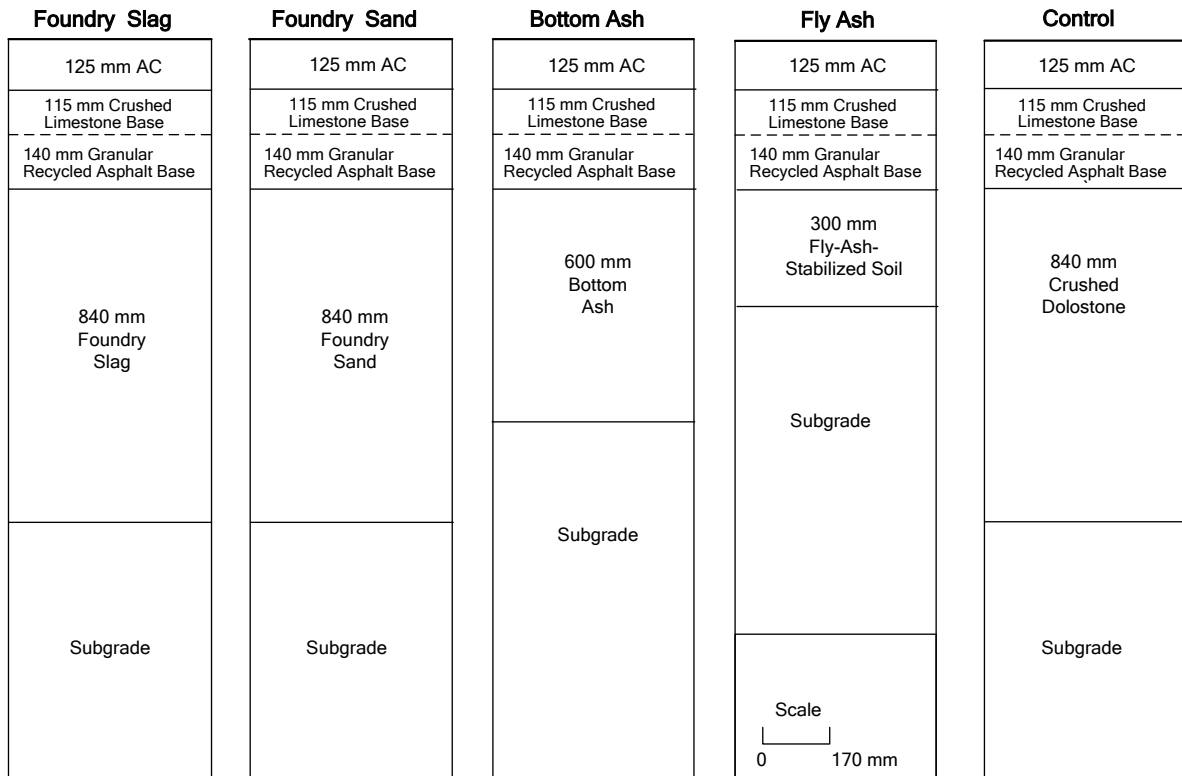 Foundry Slag
125 mm AC
115 mm Crushed
Limestone Base
140 mm Granular
Recycled Asphalt Base
840 mm
Foundry
Slag
Subgrade
Foundry Sand
125 mm AC
115 mm Crushed
Limestone Base
140 mm Granular
Recycled Asphalt Base
840 mm
Foundry
Sand
Subgrade
Bottom Ash
125 mm AC
115 mm Crushed
Limestone Base
140 mm Granular
Recycled Asphalt Base
600 mm
Bottom
Ash
Subgrade
Fly Ash
125 mm AC
115 mm Crushed
Limestone Base
140 mm Granular
Recycled Asphalt Base
300 mm
Fly-Ash-
Stabilized Soil
Subgrade
Scale
0 170 mm
Control
125 mm AC
115 mm Crushed
Limestone Base
140 mm Granular
Recycled Asphalt Base
840 mm
Crushed
Dolostone
Subgrade